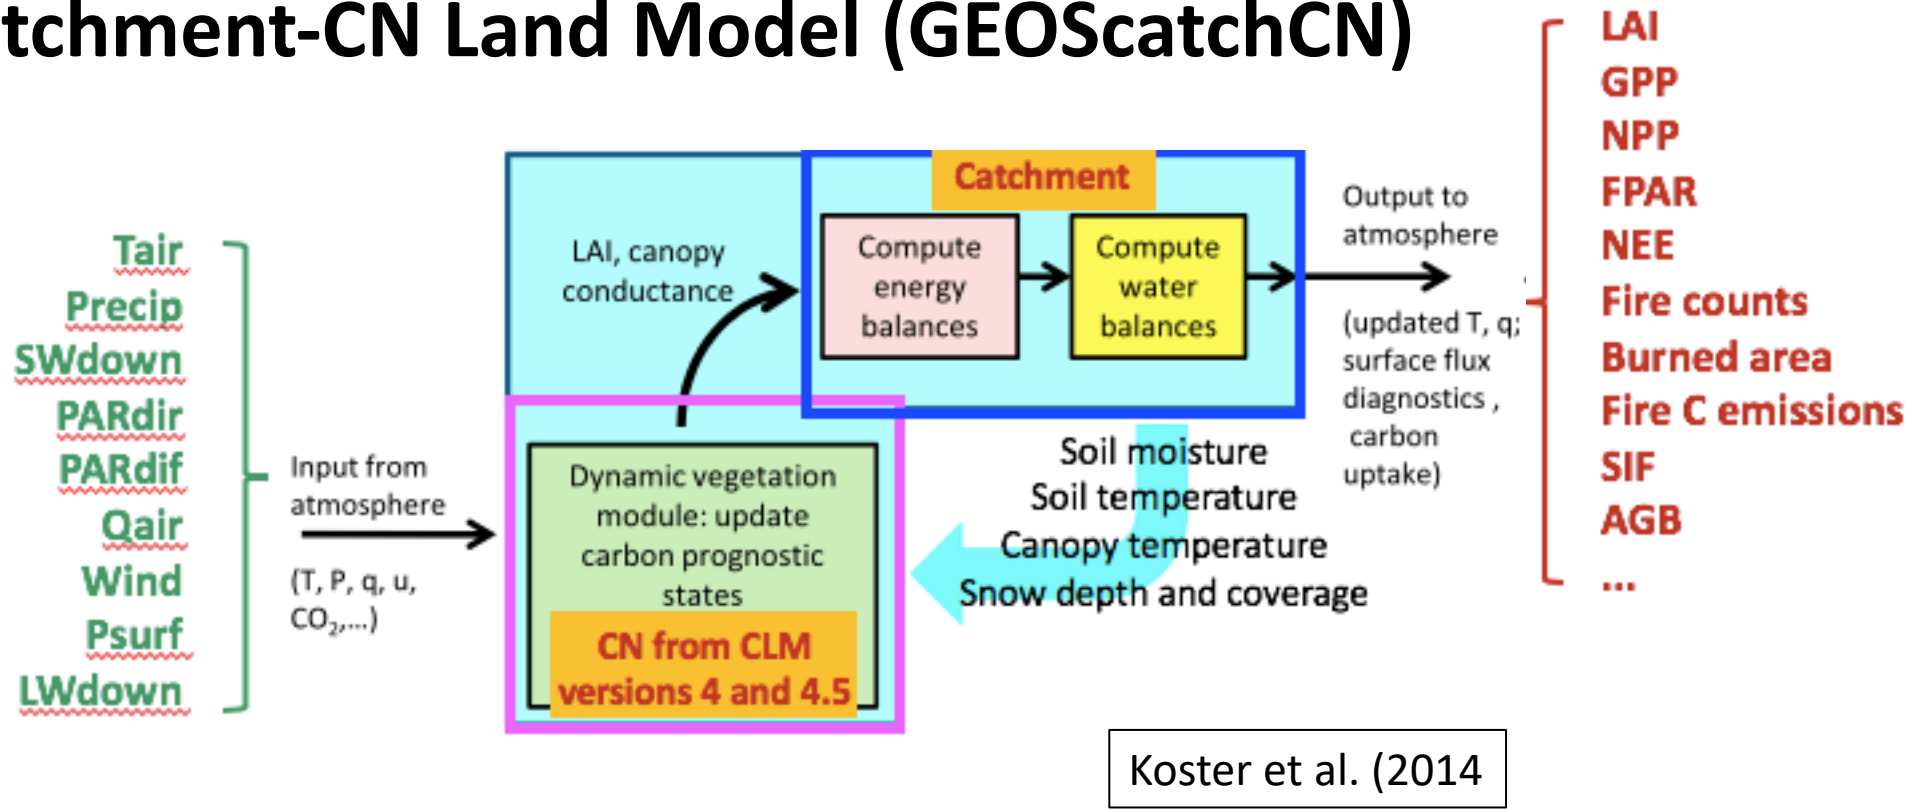 tchment-CN Land Model (GEOScatchCN)
Tair
Precip
SWdown
PARdir
PARdif
Qair
Wind
Psurf
LWdown
Input from
atmosphere
(T, P, q, u,
CO₂,...)
LAI, canopy
conductance
Catchment
Compute
energy
balances
Compute
water
balances
Dynamic vegetation
module: update
carbon prognostic
states
CN from CLM
versions 4 and 4.5
Soil moisture
Soil temperature
Canopy temperature
Snow depth and coverage
Output to
atmosphere
(updated T, q;
surface flux
diagnostics ,
carbon
uptake)
LAI
GPP
NPP
FPAR
NEE
Fire counts
Burned area
Fire C emissions
SIF
AGB
...
Koster et al. (2014